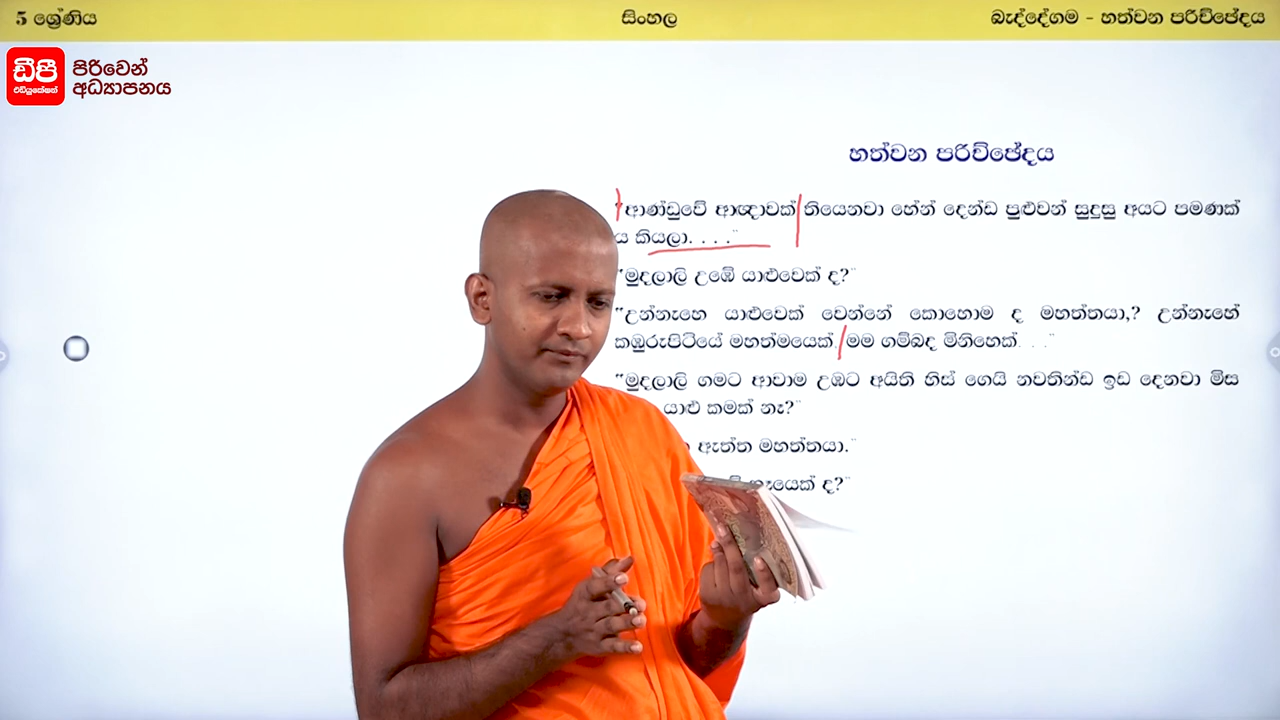 5 ශ්‍රේණිය
සිංහල
බැද්දේගම - හත්වන පරිච්ඡේදය
ඩීපී
එඩියුකේෂන්
පිරිවෙන්
අධ්‍යාපනය
හත්වන පරිච්ඡේදය
"ආණ්ඩුවේ ආඥාවක් තියෙනවා හේන් දෙන්ඩ පුළුවන් සුදුසු අයට පමණක්
ය කියලා. . . ."
"මුදලාලි උඹේ යාළුවෙක් ද?"
"උන්නැහෙ යාළුවෙක් වෙන්නේ කොහොම ද මහත්තයා,? උන්නැහේ
කඹුරුපිටියේ මහත්මයෙක්. මම ගම්බද මිනිහෙක්. . ."
"මුදලාලි ගමට ආවාම උඹට අයිති හිස් ගෙයි නවතින්ඩ ඉඩ දෙනවා මිස
යාළු කමක් නෑ?"
ඇත්ත මහත්තයා."
නෑයෙක් ද?"